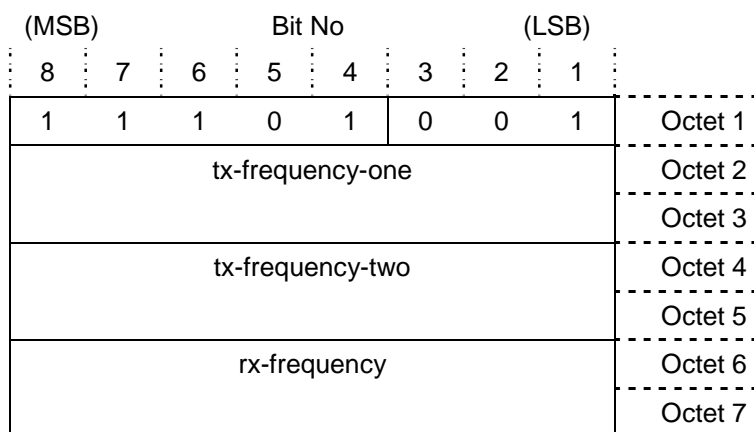 (MSB) Bit No (LSB)
8 7 6 5 4 3 2 1
1 1 1 0 1 0 0 1 Octet 1
tx-frequency-one Octet 2
Octet 3
tx-frequency-two Octet 4
Octet 5
rx-frequency Octet 6
Octet 7